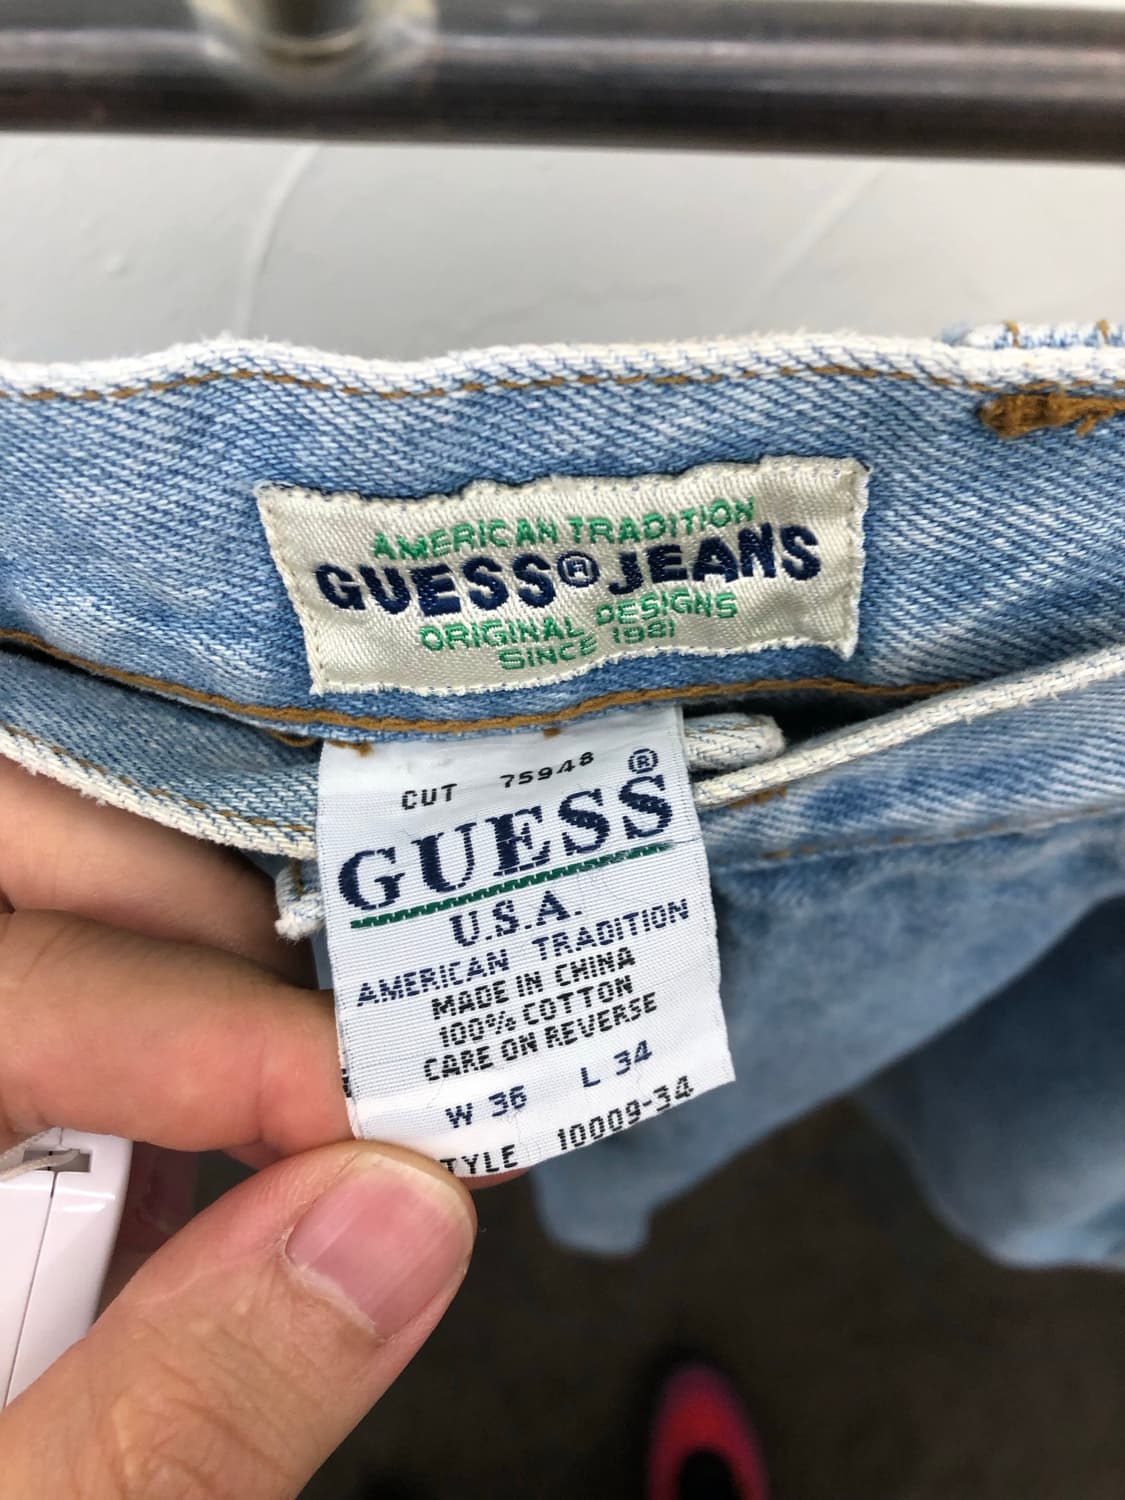 AMERICAN TRADITION
GUESS® JEANS
ORIGINAL DESIGNS
SINCE 1981
CUT 75948
GUESS®
U.S.A.
AMERICAN TRADITION
MADE IN CHINA
100% COTTON
CARE ON REVERSE
W 36 L 34
TYLE 10009-34